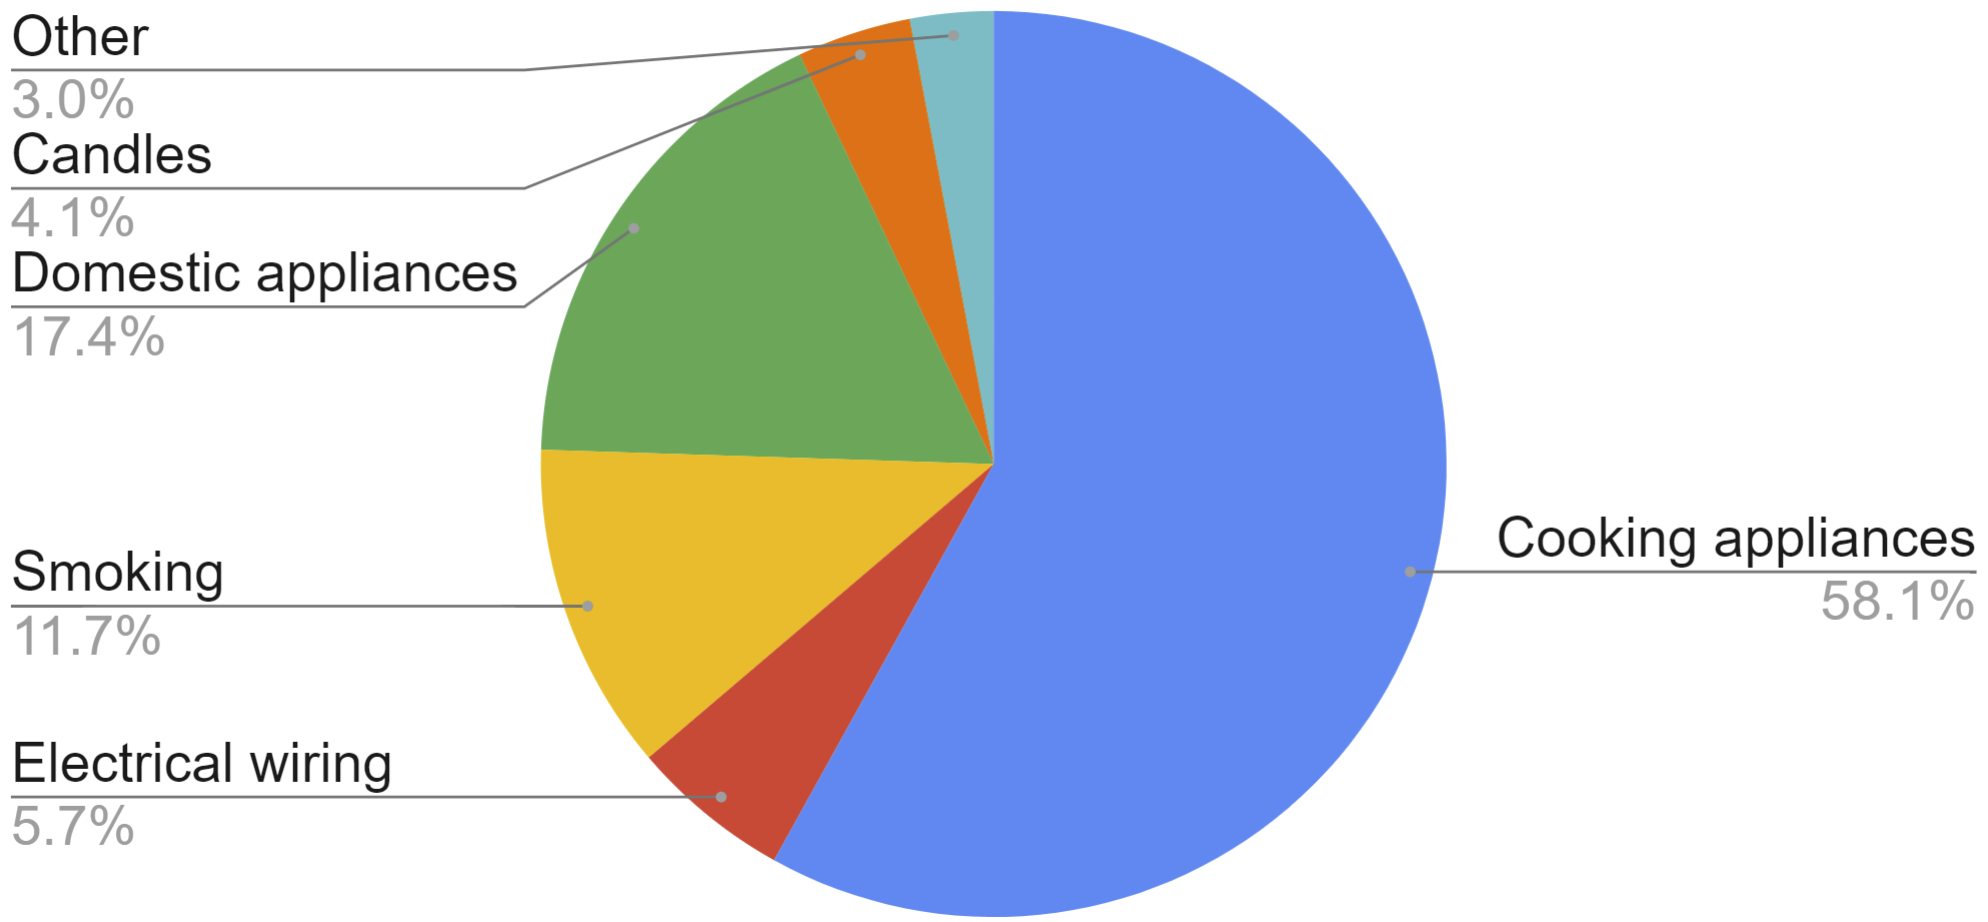 Other
3.0%
Candles
4.1%
Domestic appliances
17.4%
Smoking
11.7%
Electrical wiring
5.7%
Cooking appliances
58.1%